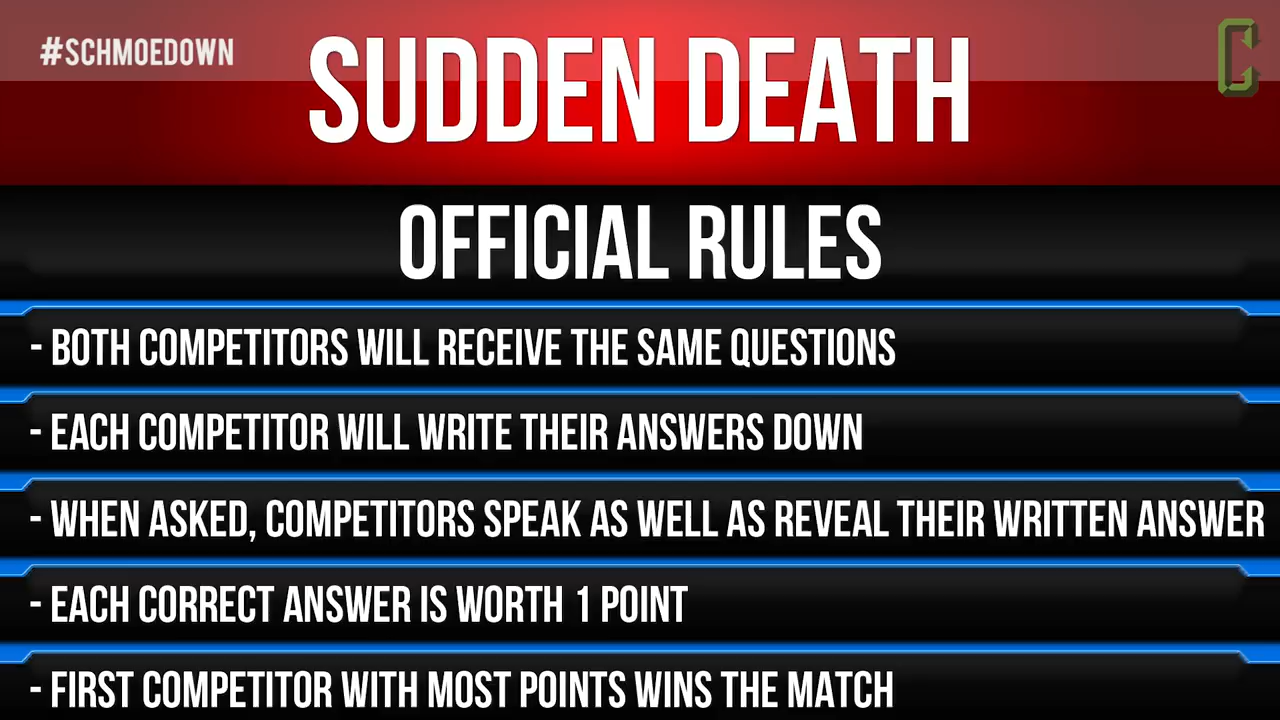 #SCHMOEDOWN
SUDDEN DEATH
OFFICIAL RULES
- BOTH COMPETITORS WILL RECEIVE THE SAME QUESTIONS
- EACH COMPETITOR WILL WRITE THEIR ANSWERS DOWN
- WHEN ASKED, COMPETITORS SPEAK AS WELL AS REVEAL THEIR WRITTEN ANSWER
- EACH CORRECT ANSWER IS WORTH 1 POINT
- FIRST COMPETITOR WITH MOST POINTS WINS THE MATCH